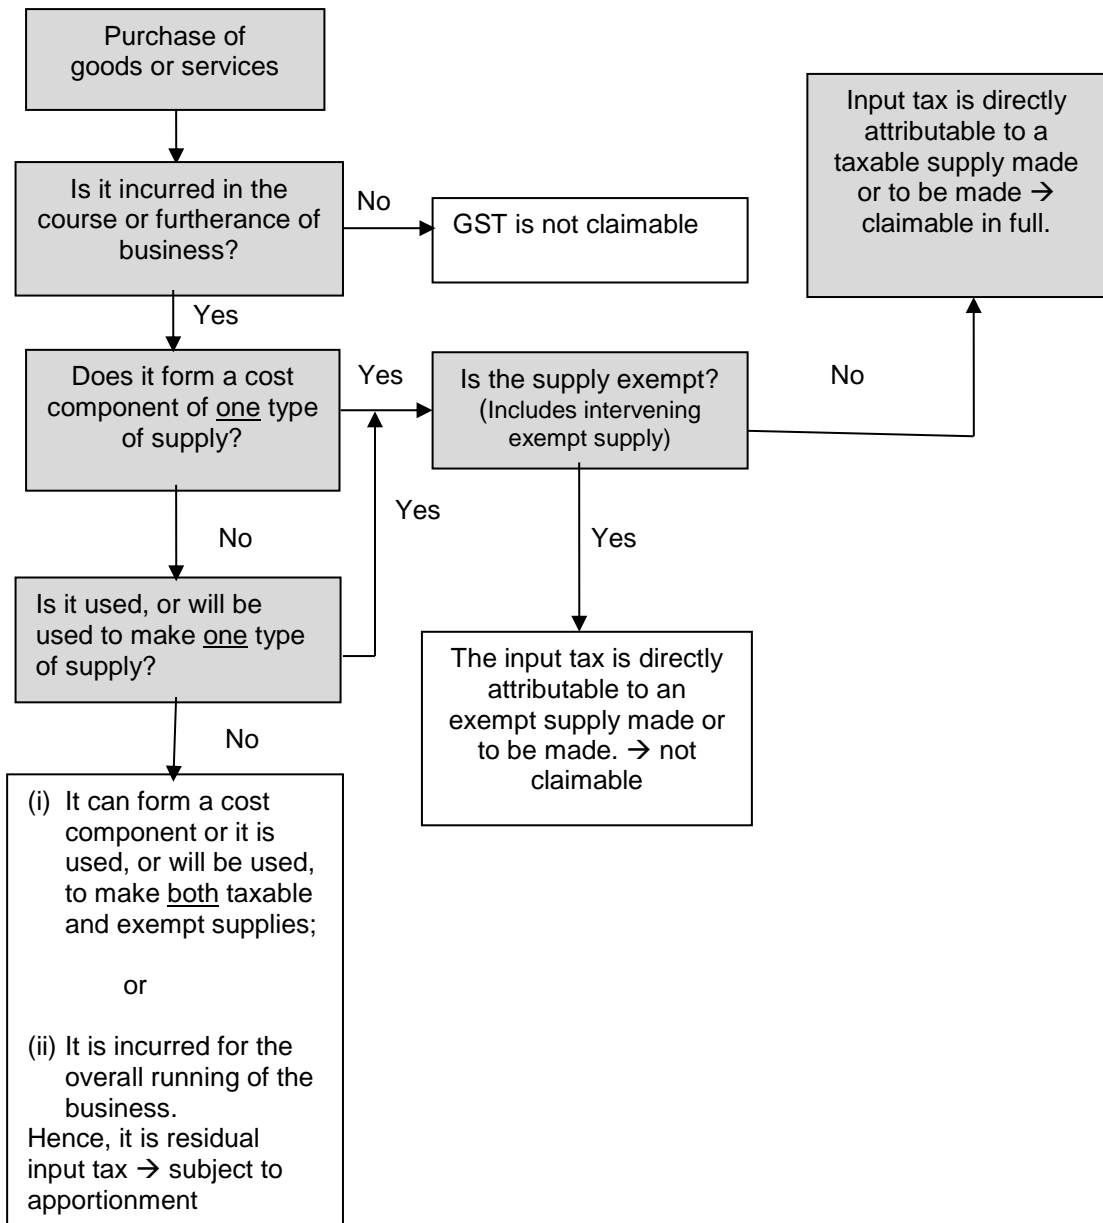 Purchase of
goods or services
Is it incurred in the
course or furtherance of
business?
No
GST is not claimable
Input tax is directly
attributable to a
taxable supply made
or to be made →
claimable in full.
Yes
Does it form a cost
component of one type
of supply?
Yes
Is the supply exempt?
(Includes intervening
exempt supply)
No
Yes
No
Yes
Is it used, or will be
used to make one type
of supply?
The input tax is directly
attributable to an
exempt supply made or
to be made. → not
claimable
No
(i) It can form a cost
component or it is
used, or will be used,
to make both taxable
and exempt supplies;
or
(ii) It is incurred for the
overall running of the
business.
Hence, it is residual
input tax → subject to
apportionment